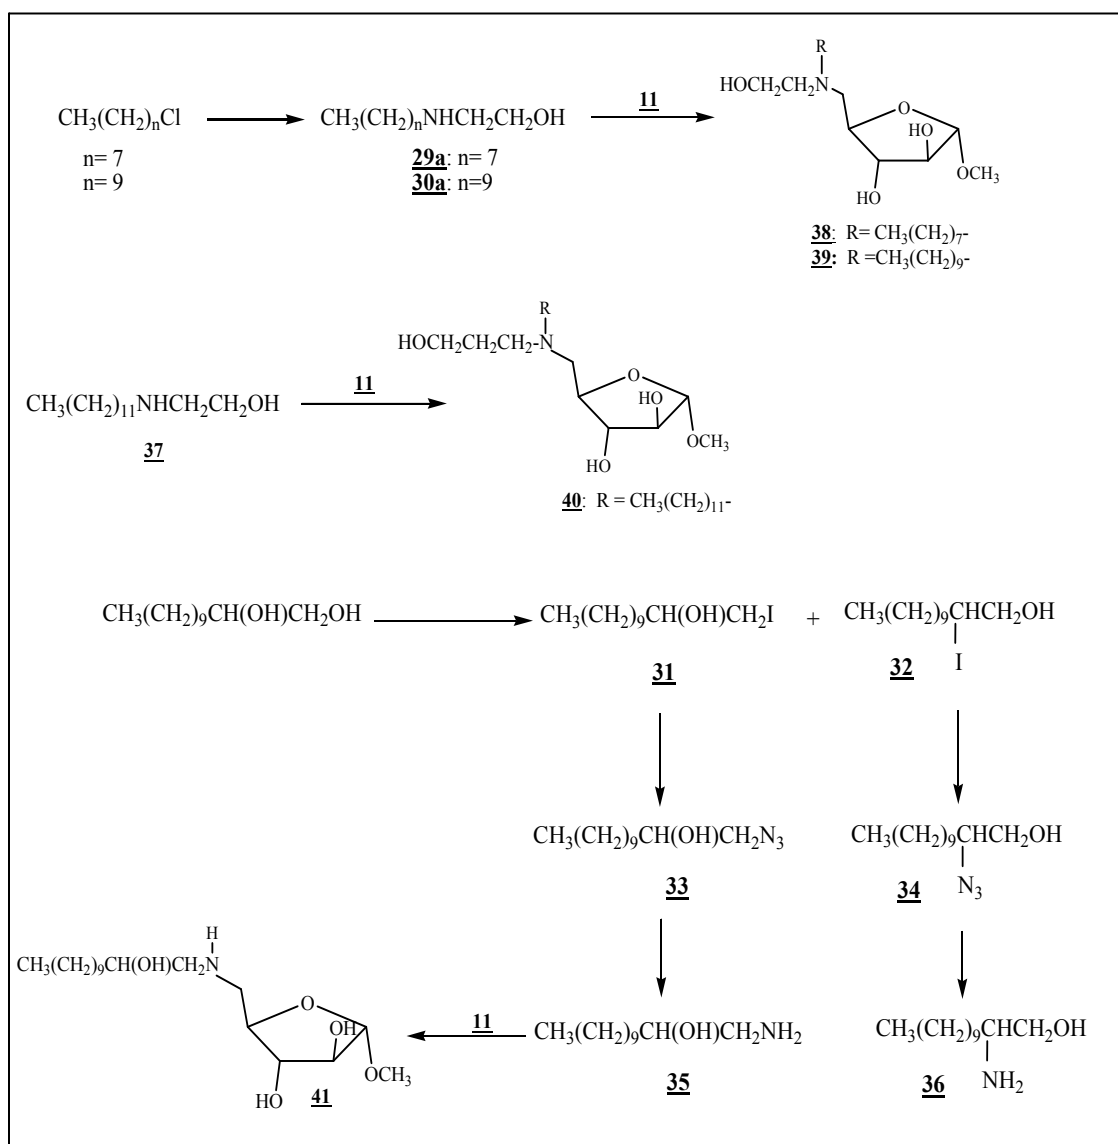 R
HOCH2CH2N
O
HO
OCH3
HO
CH3(CH2)nCl
n= 7
n= 9
CH3(CH2)nNHCH2CH2OH
29a: n= 7
30a: n=9
11
38: R= CH3(CH2)7-
39: R =CH3(CH2)9-
R
HOCH2CH2CH2-N
O
HO
OCH3
HO
CH3(CH2)11NHCH2CH2OH
37
11
40: R = CH3(CH2)11-
CH3(CH2)9CH(OH)CH2OH
CH3(CH2)9CH(OH)CH2I
+
CH3(CH2)9CHCH2OH
I
31
32
CH3(CH2)9CH(OH)CH2N3
33
CH3(CH2)9CHCH2OH
N3
34
H
CH3(CH2)9CH(OH)CH2N
O
OH
OCH3
HO
41
11
CH3(CH2)9CH(OH)CH2NH2
35
CH3(CH2)9CHCH2OH
NH2
36